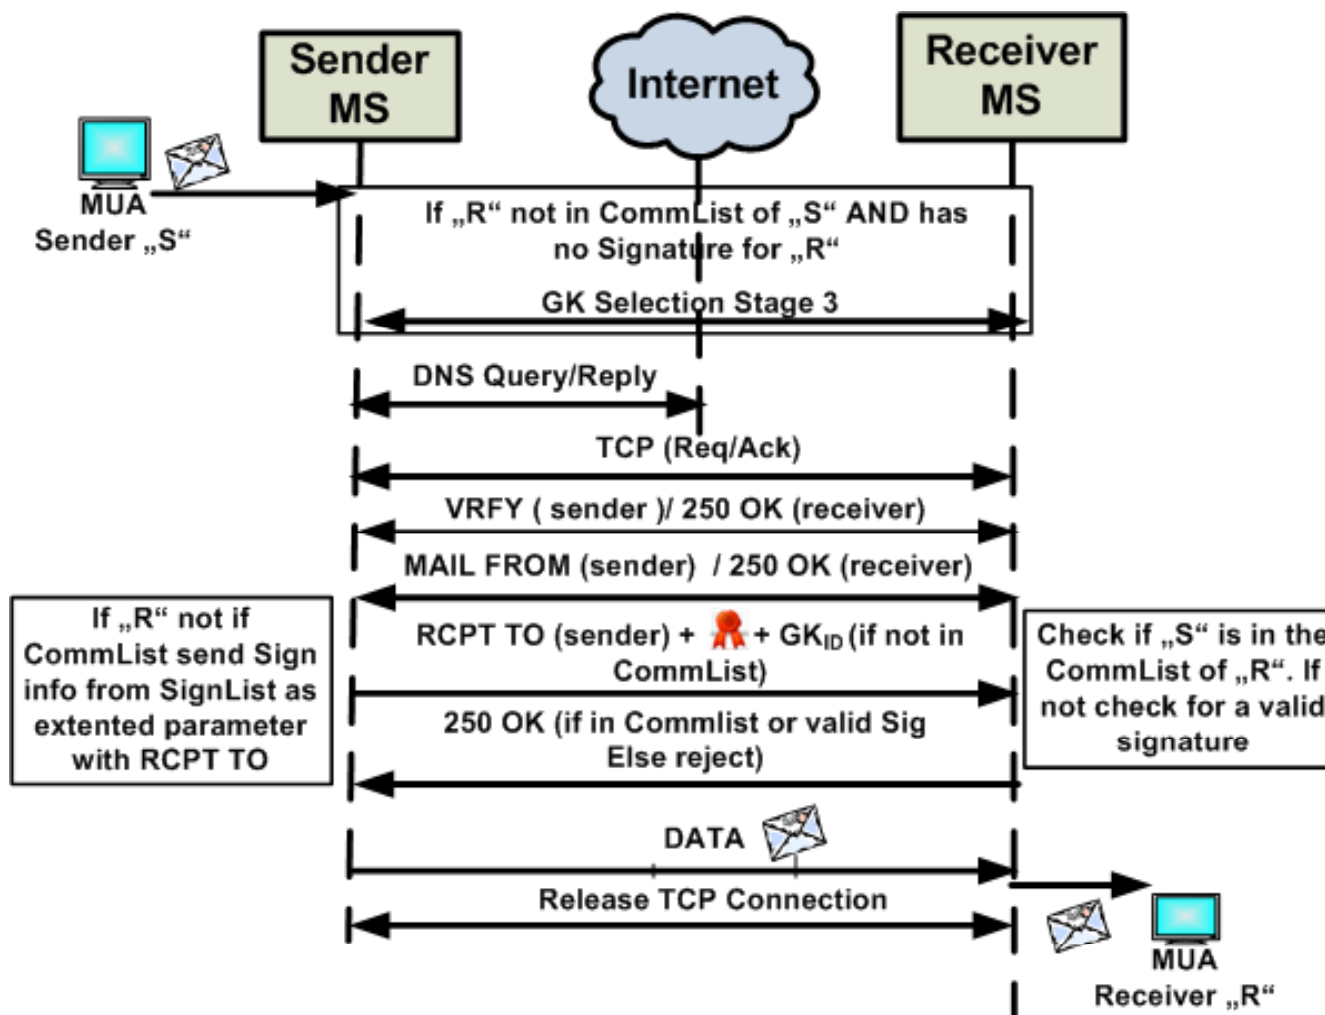 Sender
MS
Internet
Receiver
MS
MUA
Sender „S“
If „R“ not in CommList of „S“ AND has
no Signature for „R“
GK Selection Stage 3
DNS Query/Reply
TCP (Req/Ack)
VRFY ( sender )/ 250 OK (receiver)
MAIL FROM (sender) / 250 OK (receiver)
If „R“ not if
CommList send Sign
info from SignList as
extented parameter
with RCPT TO
RCPT TO (sender) + + GKID (if not in
CommList)
250 OK (if in Commlist or valid Sig
Else reject)
Check if „S“ is in the
CommList of „R“. If
not check for a valid
signature
DATA
Release TCP Connection
MUA
Receiver „R“